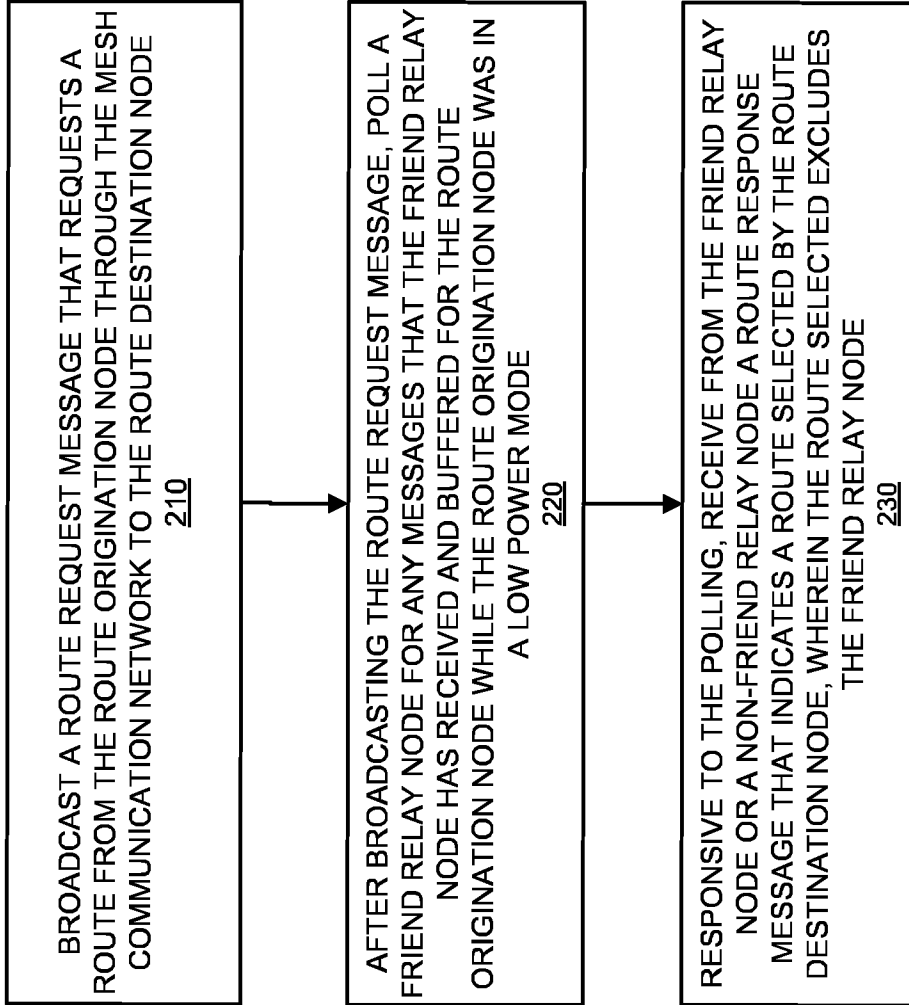 BROADCAST A ROUTE REQUEST MESSAGE THAT REQUESTS A
ROUTE FROM THE ROUTE ORIGINATION NODE THROUGH THE MESH
COMMUNICATION NETWORK TO THE ROUTE DESTINATION NODE
210
AFTER BROADCASTING THE ROUTE REQUEST MESSAGE, POLL A
FRIEND RELAY NODE FOR ANY MESSAGES THAT THE FRIEND RELAY
NODE HAS RECEIVED AND BUFFERED FOR THE ROUTE
ORIGINATION NODE WHILE THE ROUTE ORIGINATION NODE WAS IN
A LOW POWER MODE
220
RESPONSIVE TO THE POLLING, RECEIVE FROM THE FRIEND RELAY
NODE OR A NON-FRIEND RELAY NODE A ROUTE RESPONSE
MESSAGE THAT INDICATES A ROUTE SELECTED BY THE ROUTE
DESTINATION NODE, WHEREIN THE ROUTE SELECTED EXCLUDES
THE FRIEND RELAY NODE
230